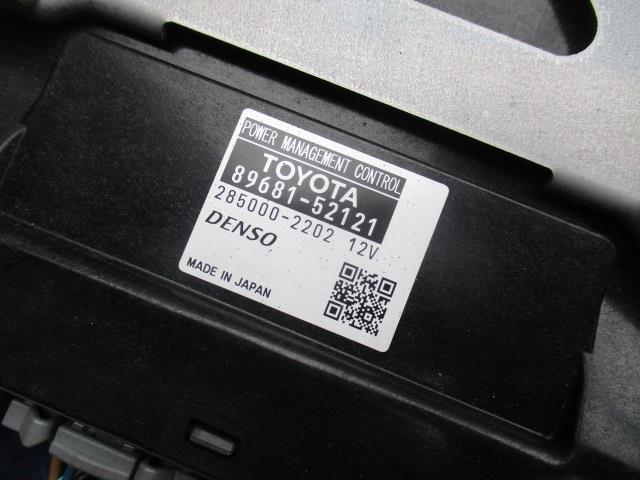 POWER MANAGEMENT CONTROL
TOYOTA
89681-52121
285000-2202 12V
DENSO
MADE IN JAPAN